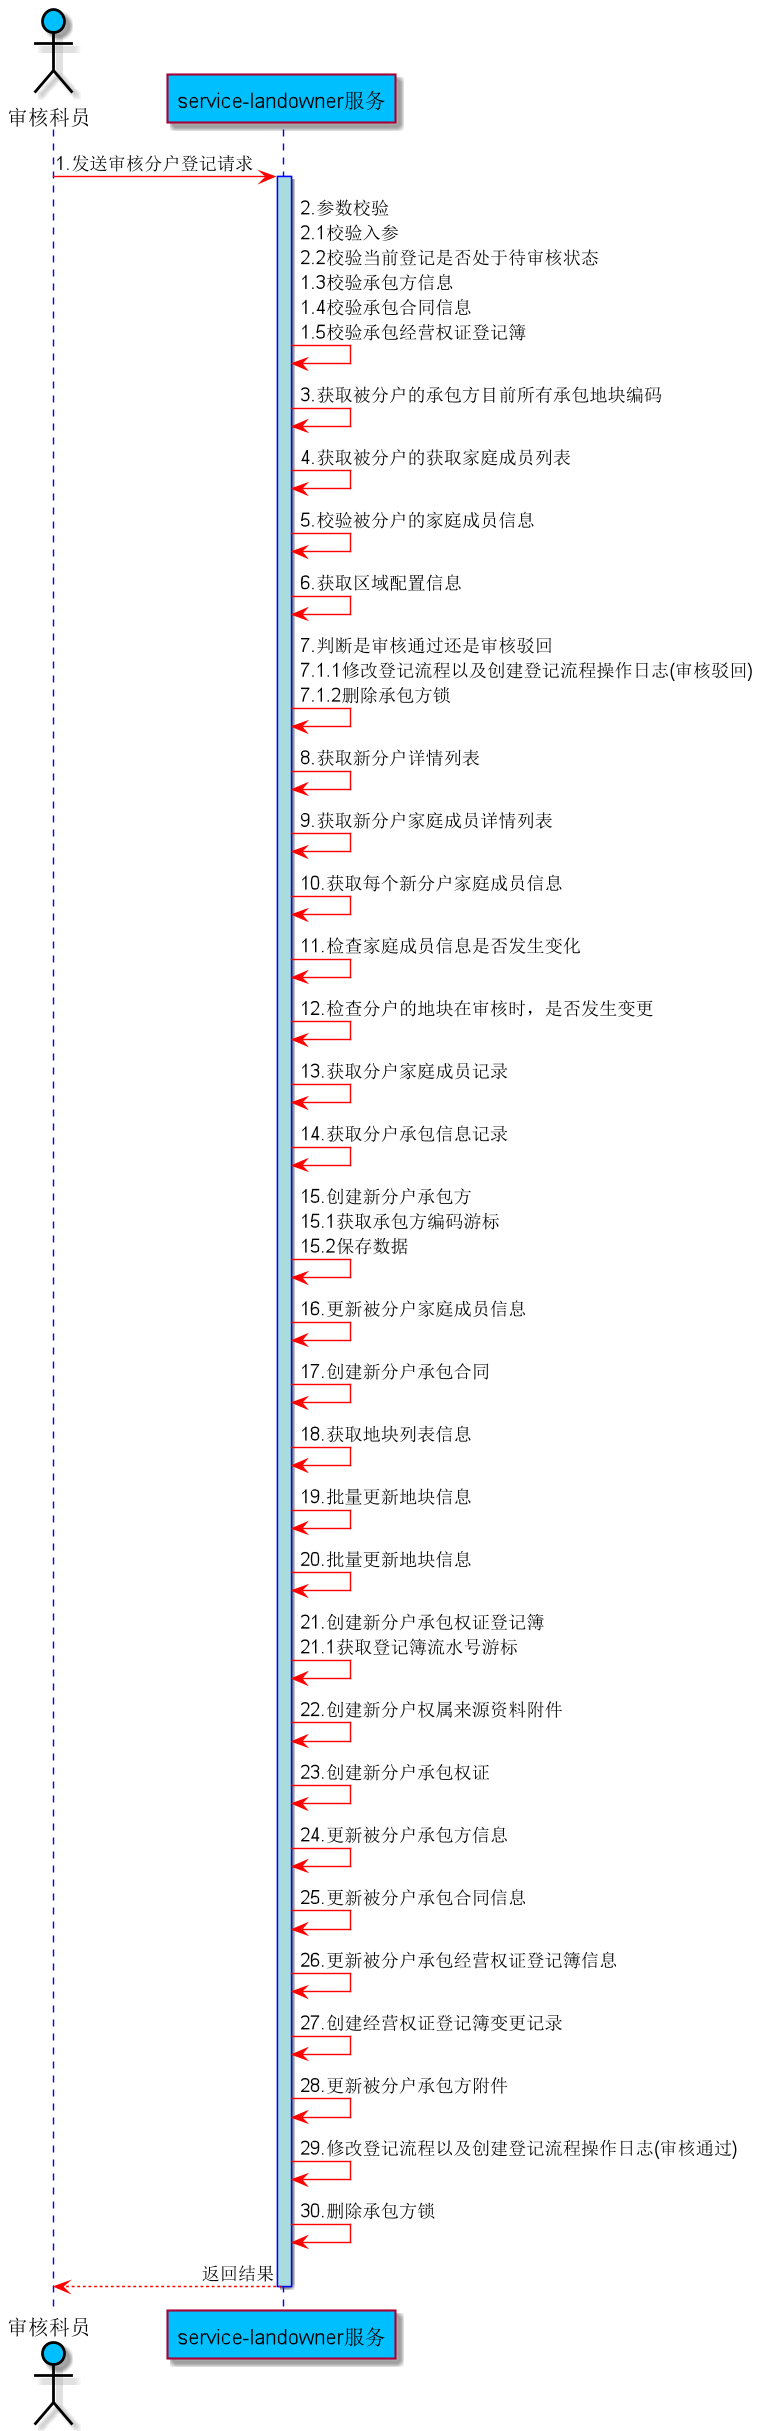 审核科员
service-landowner服务
1.发送审核分户登记请求
2.参数校验
2.1校验入参
2.2校验当前登记是否处于待审核状态
1.3校验承包方信息
1.4校验承包合同信息
1.5校验承包经营权证登记簿
3.获取被分户的承包方目前所有承包地块编码
4.获取被分户的获取家庭成员列表
5.校验被分户的家庭成员信息
6.获取区域配置信息
7.判断是审核通过还是审核驳回
7.1.1修改登记流程以及创建登记流程操作日志(审核驳回)
7.1.2删除承包方锁
8.获取新分户详情列表
9.获取新分户家庭成员详情列表
10.获取每个新分户家庭成员信息
11.检查家庭成员信息是否发生变化
12.检查分户的地块在审核时，是否发生变更
13.获取分户家庭成员记录
14.获取分户承包信息记录
15.创建新分户承包方
15.1获取承包方编码游标
15.2保存数据
16.更新被分户家庭成员信息
17.创建新分户承包合同
18.获取地块列表信息
19.批量更新地块信息
20.批量更新地块信息
21.创建新分户承包权证登记簿
21.1获取登记簿流水号游标
22.创建新分户权属来源资料附件
23.创建新分户承包权证
24.更新被分户承包方信息
25.更新被分户承包合同信息
26.更新被分户承包经营权证登记簿信息
27.创建经营权证登记簿变更记录
28.更新被分户承包方附件
29.修改登记流程以及创建登记流程操作日志(审核通过)
30.删除承包方锁
返回结果
审核科员
service-landowner服务